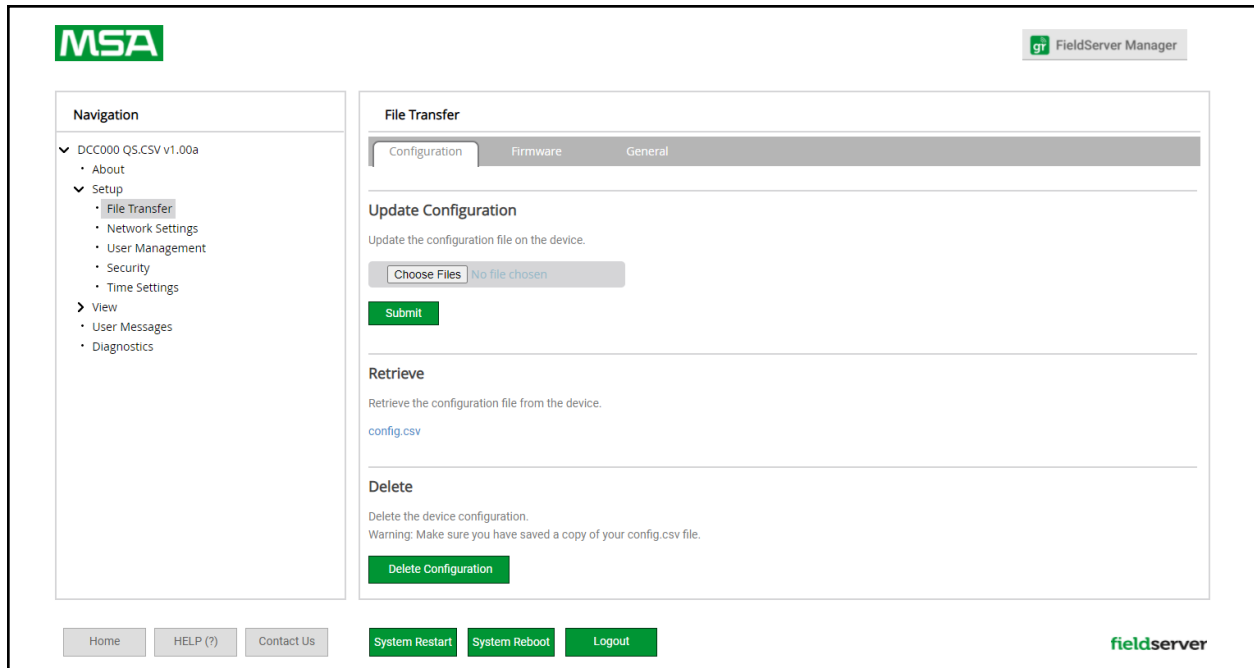 MSA
gr FieldServer Manager
Navigation
DCC000 QS.CSV v1.00a
About
Setup
File Transfer
Network Settings
User Management
Security
Time Settings
View
User Messages
Diagnostics
File Transfer
Configuration Firmware General
Update Configuration
Update the configuration file on the device.
Choose Files No file chosen
Submit
Retrieve
Retrieve the configuration file from the device.
config.csv
Delete
Delete the device configuration.
Warning: Make sure you have saved a copy of your config.csv file.
Delete Configuration
Home HELP (?) Contact Us System Restart System Reboot Logout
fieldserver